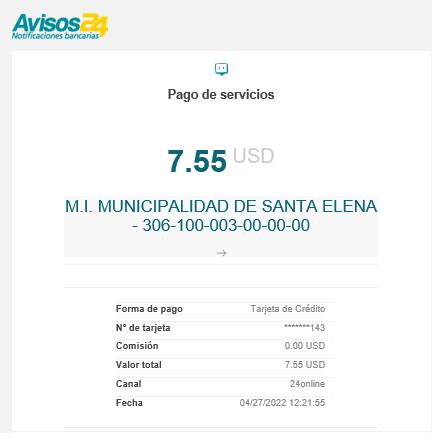 Avisos24
Notificaciones bancarias
Pago de servicios
7.55 USD
M.I. MUNICIPALIDAD DE SANTA ELENA
- 306-100-003-00-00-00
Forma de pago Tarjeta de Crédito
N° de tarjeta *******143
Comisión 0.00 USD
Valor total 7.55 USD
Canal 24online
Fecha 04/27/2022 12:21:55